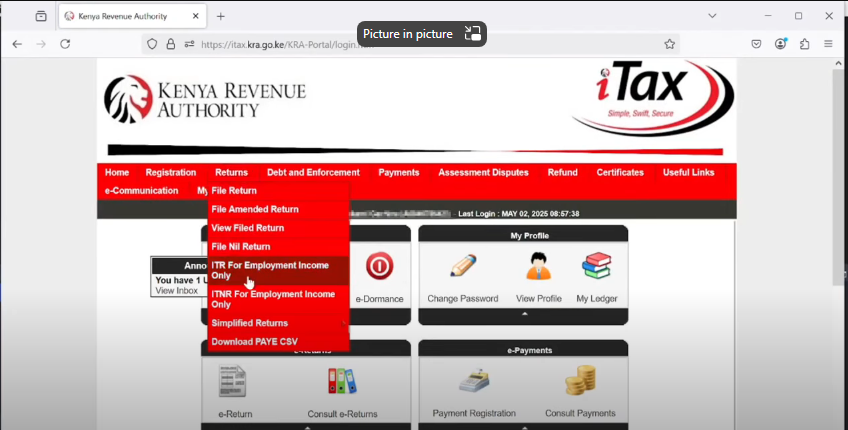 Kenya Revenue Authority
Picture in picture
https://itax.kra.go.ke/KRA-Portal/login.
KENYA REVENUE
AUTHORITY
iTax
Simple, Swift, Secure
Home Registration Returns Debt and Enforcement Payments Assessment Disputes Refund Certificates Useful Links
e-Communication My
File Return
File Amended Return
View Filed Return
File Nil Return
ITR For Employment Income
Only
ITNR For Employment Income
Only
Simplified Returns
Download PAYE CSV
- Last Login : MAY 02, 2025 08:57:38
Anno
You have 1 U
View Inbox
e-Dormance
My Profile
Change Password View Profile My Ledger
e-Returns
e-Return Consult e-Returns
e-Payments
Payment Registration Consult Payments